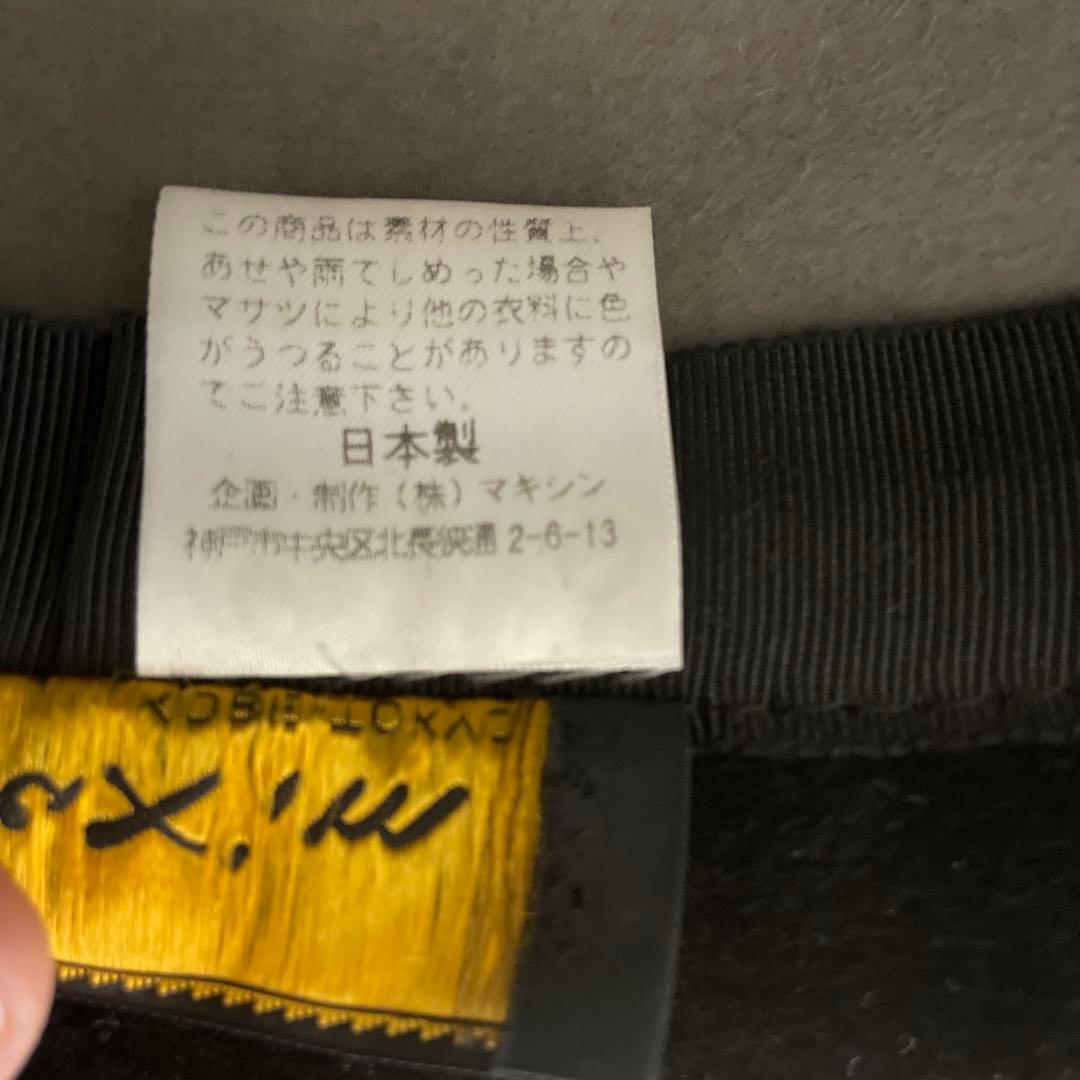 この商品は素材の性質上、
あせや雨でしめった場合や
マサツにより他の衣料に色
がうつることがありますの
でご注意下さい。
日本製
企画・制作(株)マキシン
神戸市中央区北長狭通2-6-13
KOBE・TOKYO